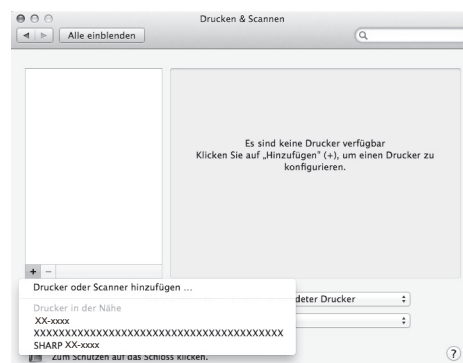 Drucken & Scannen
Alle einblenden
Es sind keine Drucker verfügbar
Klicken Sie auf „Hinzufügen" (+), um einen Drucker zu
konfigurieren.
+ −
Drucker oder Scanner hinzufügen ...
Drucker in der Nähe
XX-xxxx
XXXXXXXXXXXXXXXXXXXXXXXXXXXXXXXXXXXXXXXX
SHARP XX-xxxx
deter Drucker
Zum Schützen auf das Schloss klicken.
?